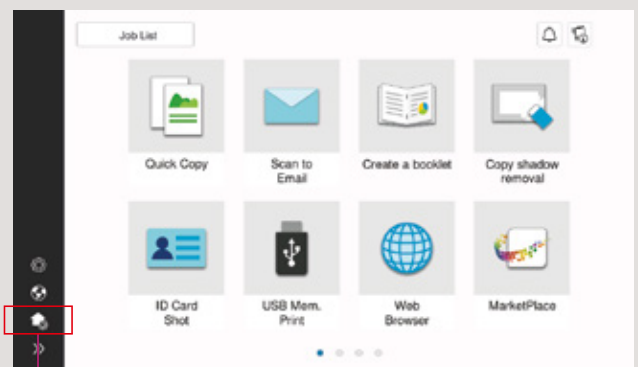 Job List
Quick Copy
Scan to
Email
Create a booklet
Copy shadow
removal
ID Card
Shot
USB Mem.
Print
Web
Browser
MarketPlace